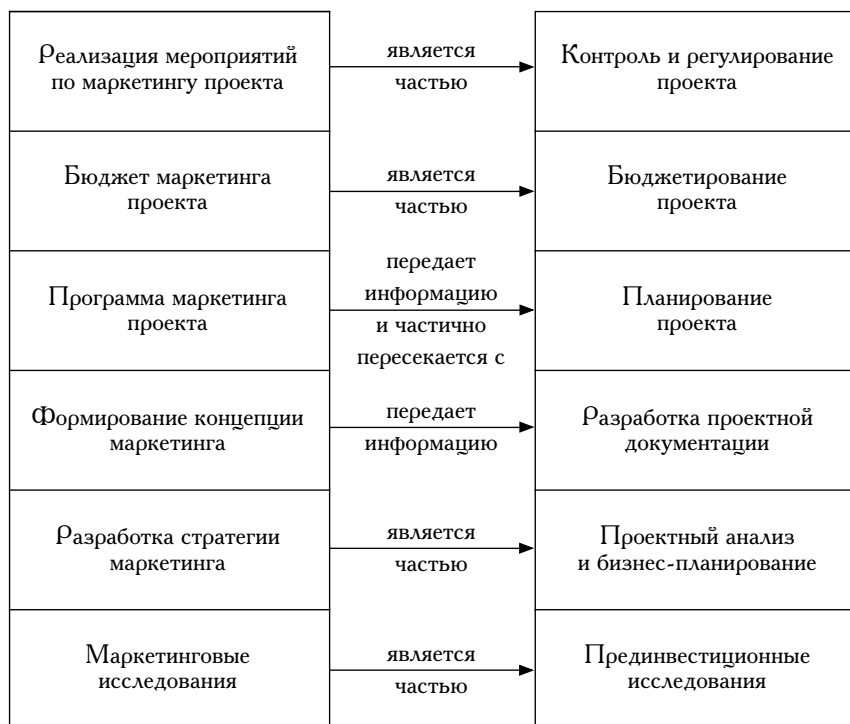 Реализация мероприятий
по маркетингу проекта
является
частью
Контроль и регулирование
проекта
Бюджет маркетинга
проекта
является
частью
Бюджетирование
проекта
Программа маркетинга
проекта
передает
информацию
и частично
пересекается с
Планирование
проекта
Формирование концепции
маркетинга
передает
информацию
Разработка проектной
документации
Разработка стратегии
маркетинга
является
частью
Проектный анализ
и бизнес-планирование
Маркетинговые
исследования
является
частью
Прединвестиционные
исследования